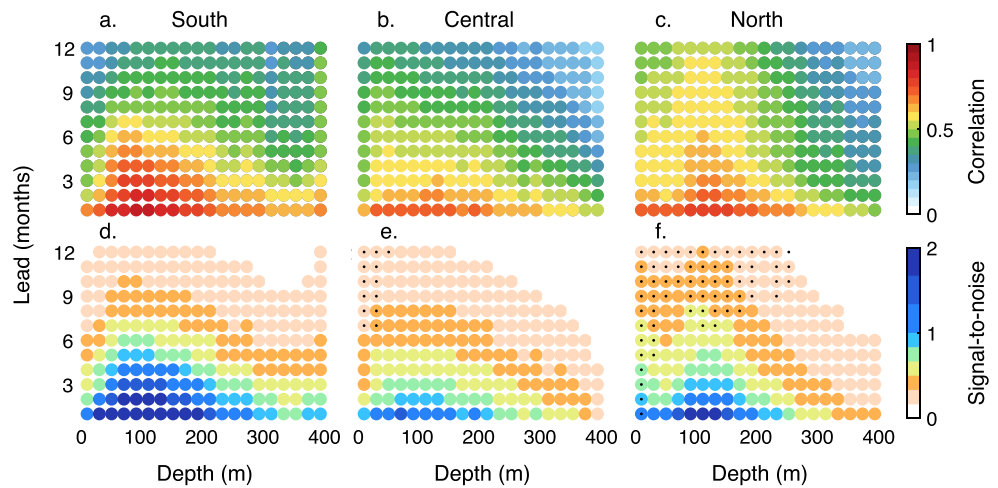 a. South
b. Central
c. North
12
9
6
3
1
0.5
0
Correlation
Lead (months)
d.
e.
f.
12
9
6
3
2
1
0
Signal-to-noise
0 100 200 300 400
0 100 200 300 400
0 100 200 300 400
Depth (m)
Depth (m)
Depth (m)